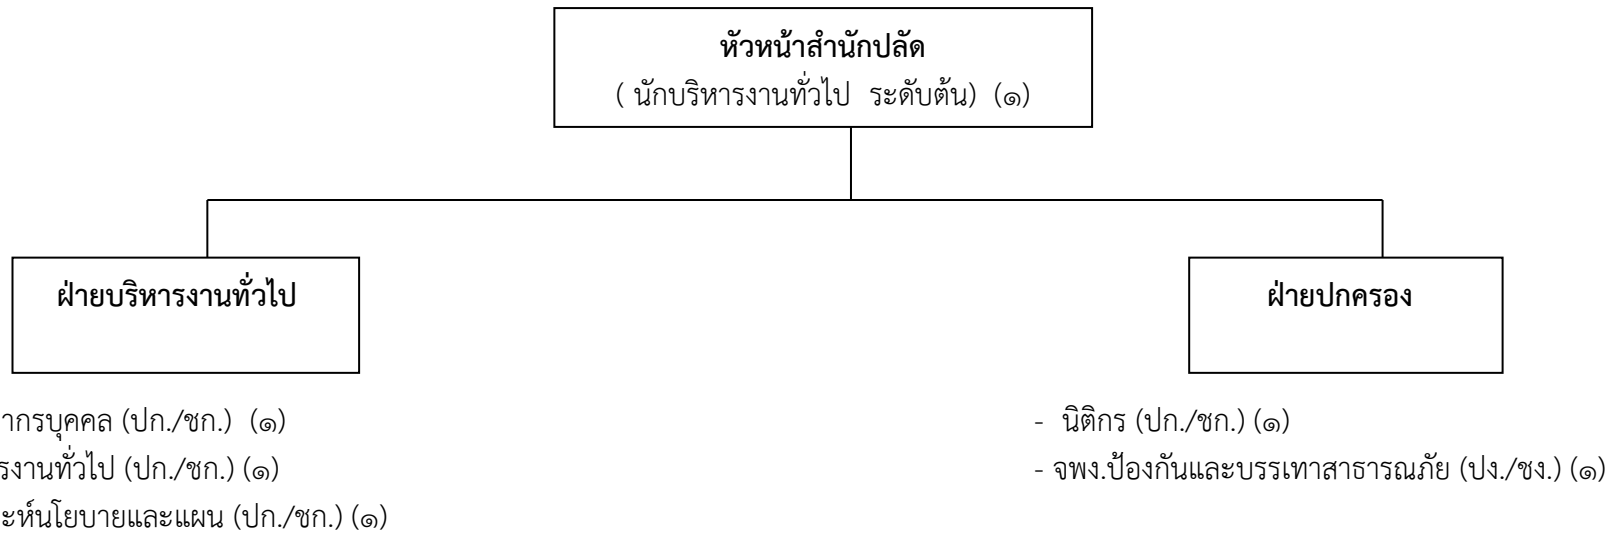 หัวหน้าสำนักปลัด
( นักบริหารงานทั่วไป ระดับต้น) (๑)
ฝ่ายบริหารงานทั่วไป
ฝ่ายปกครอง
ากรบุคคล (ปก./ชก.) (๑)
รงานทั่วไป (ปก./ชก.) (๑)
ะห์นโยบายและแผน (ปก./ชก.) (๑)
- นิติกร (ปก./ชก.) (๑)
- จพง.ป้องกันและบรรเทาสาธารณภัย (ปง./ชง.) (๑)